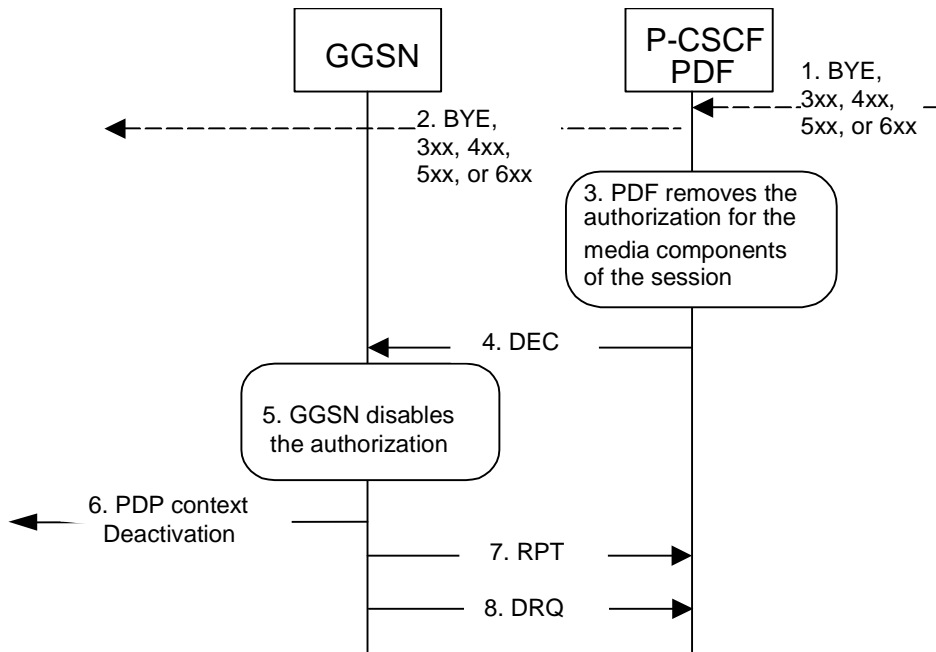 GGSN
P-CSCF
PDF
1. BYE,
3xx, 4xx,
5xx, or 6xx
2. BYE,
3xx, 4xx,
5xx, or 6xx
3. PDF removes the
authorization for the
media components
of the session
4. DEC
5. GGSN disables
the authorization
6. PDP context
Deactivation
7. RPT
8. DRQ